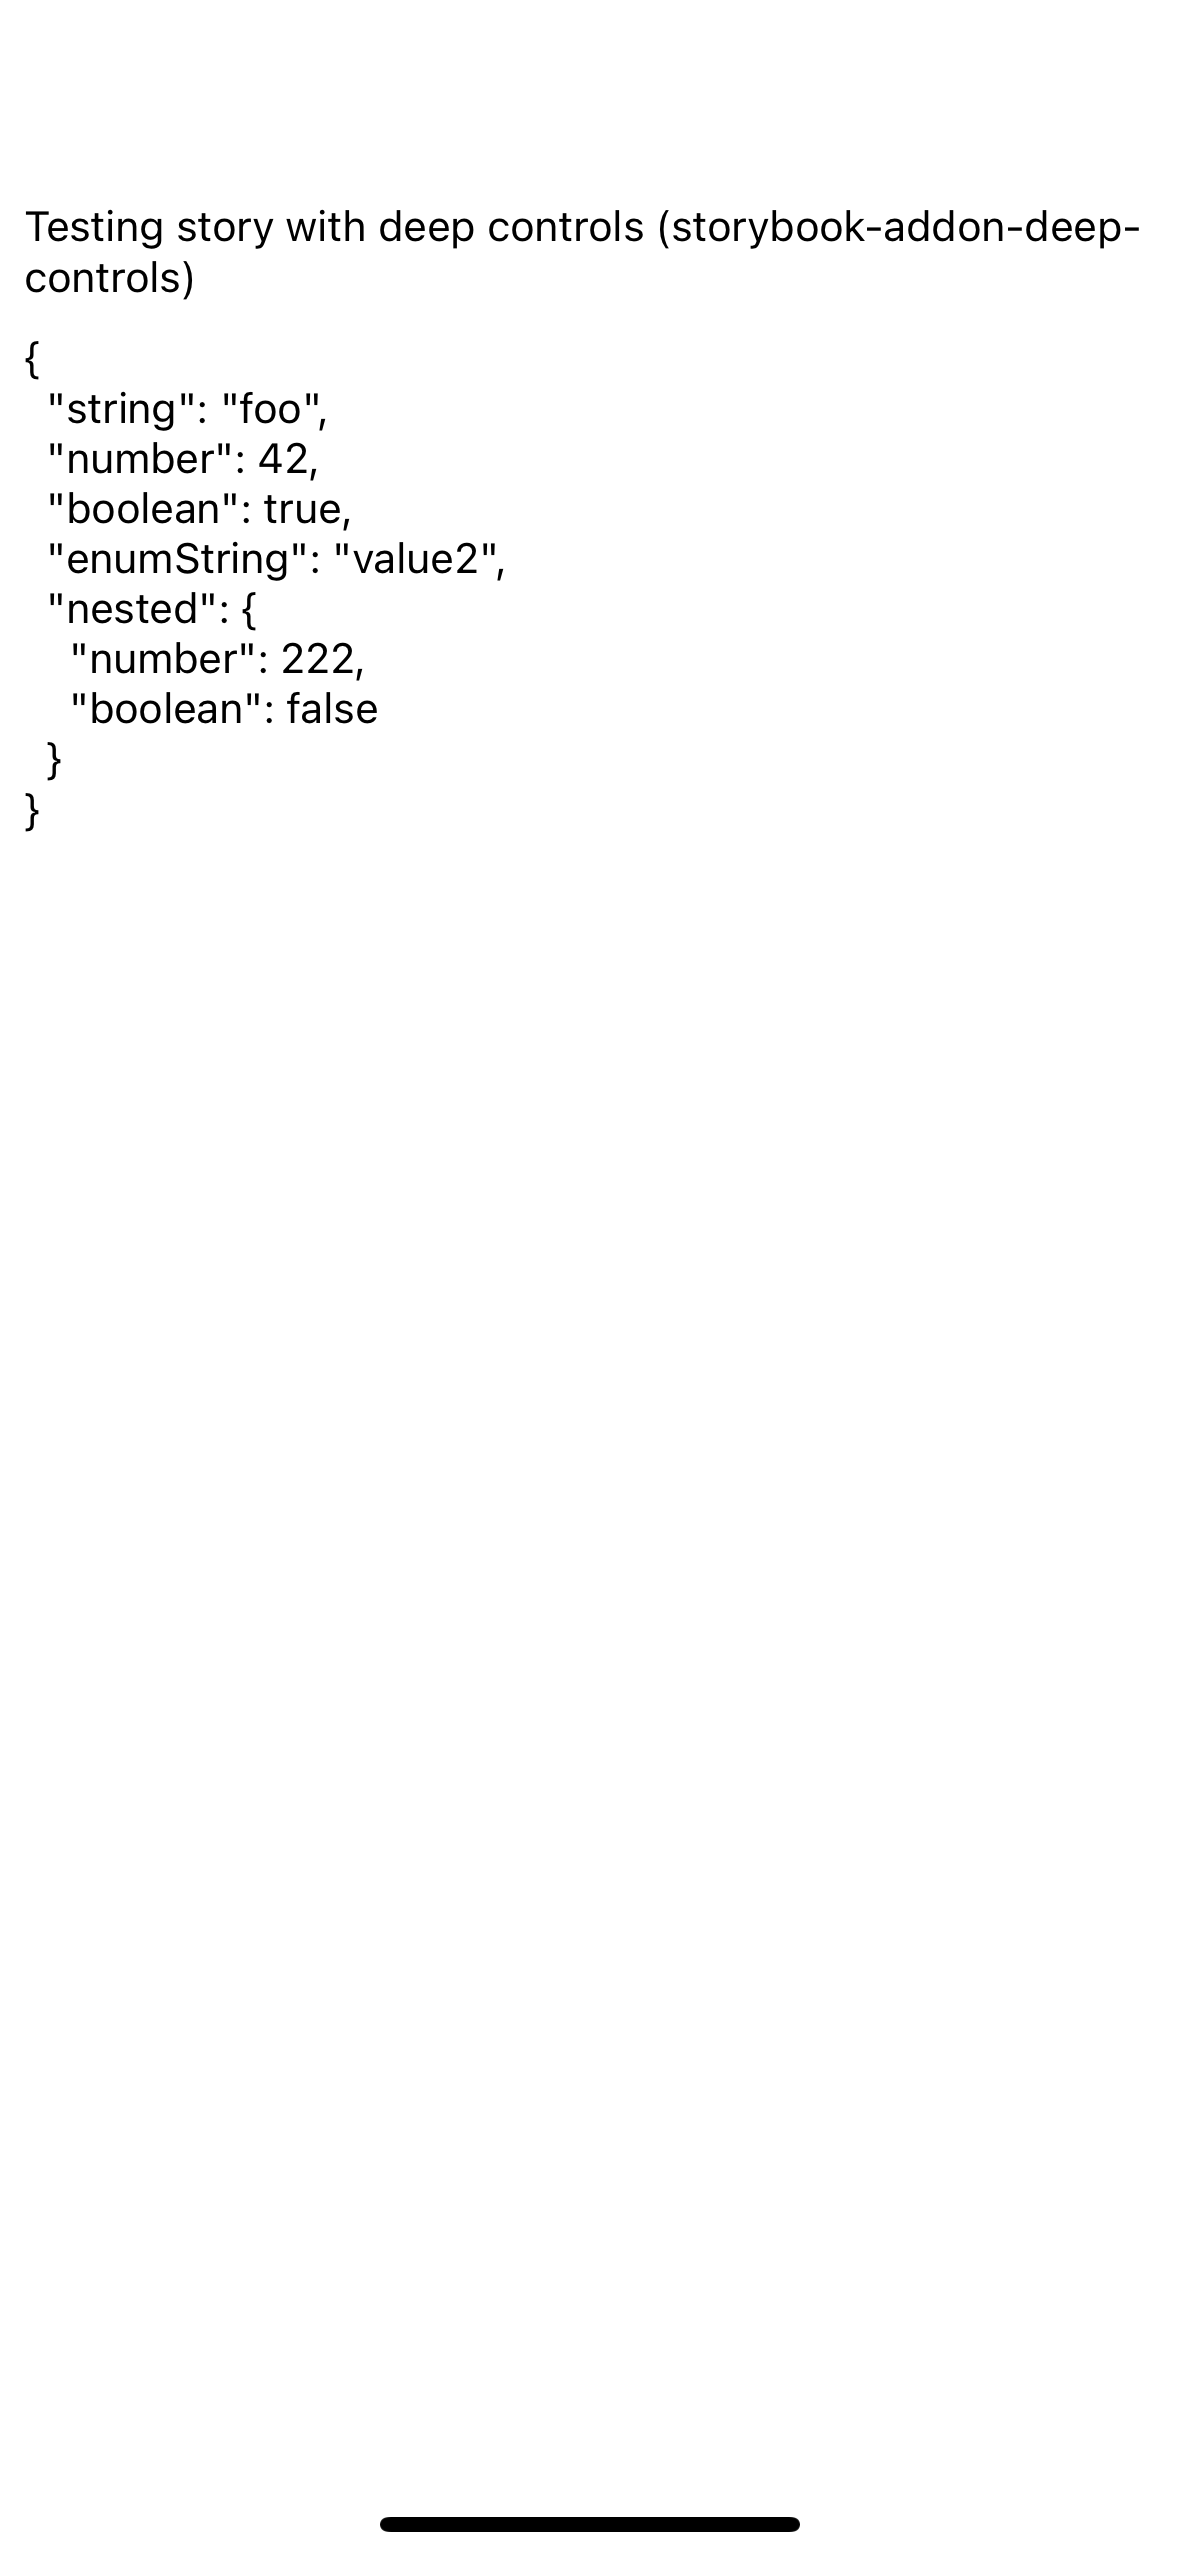 Testing story with deep controls (storybook-addon-deep-
controls)
{
  "string": "foo",
  "number": 42,
  "boolean": true,
  "enumString": "value2",
  "nested": {
    "number": 222,
    "boolean": false
  }
}